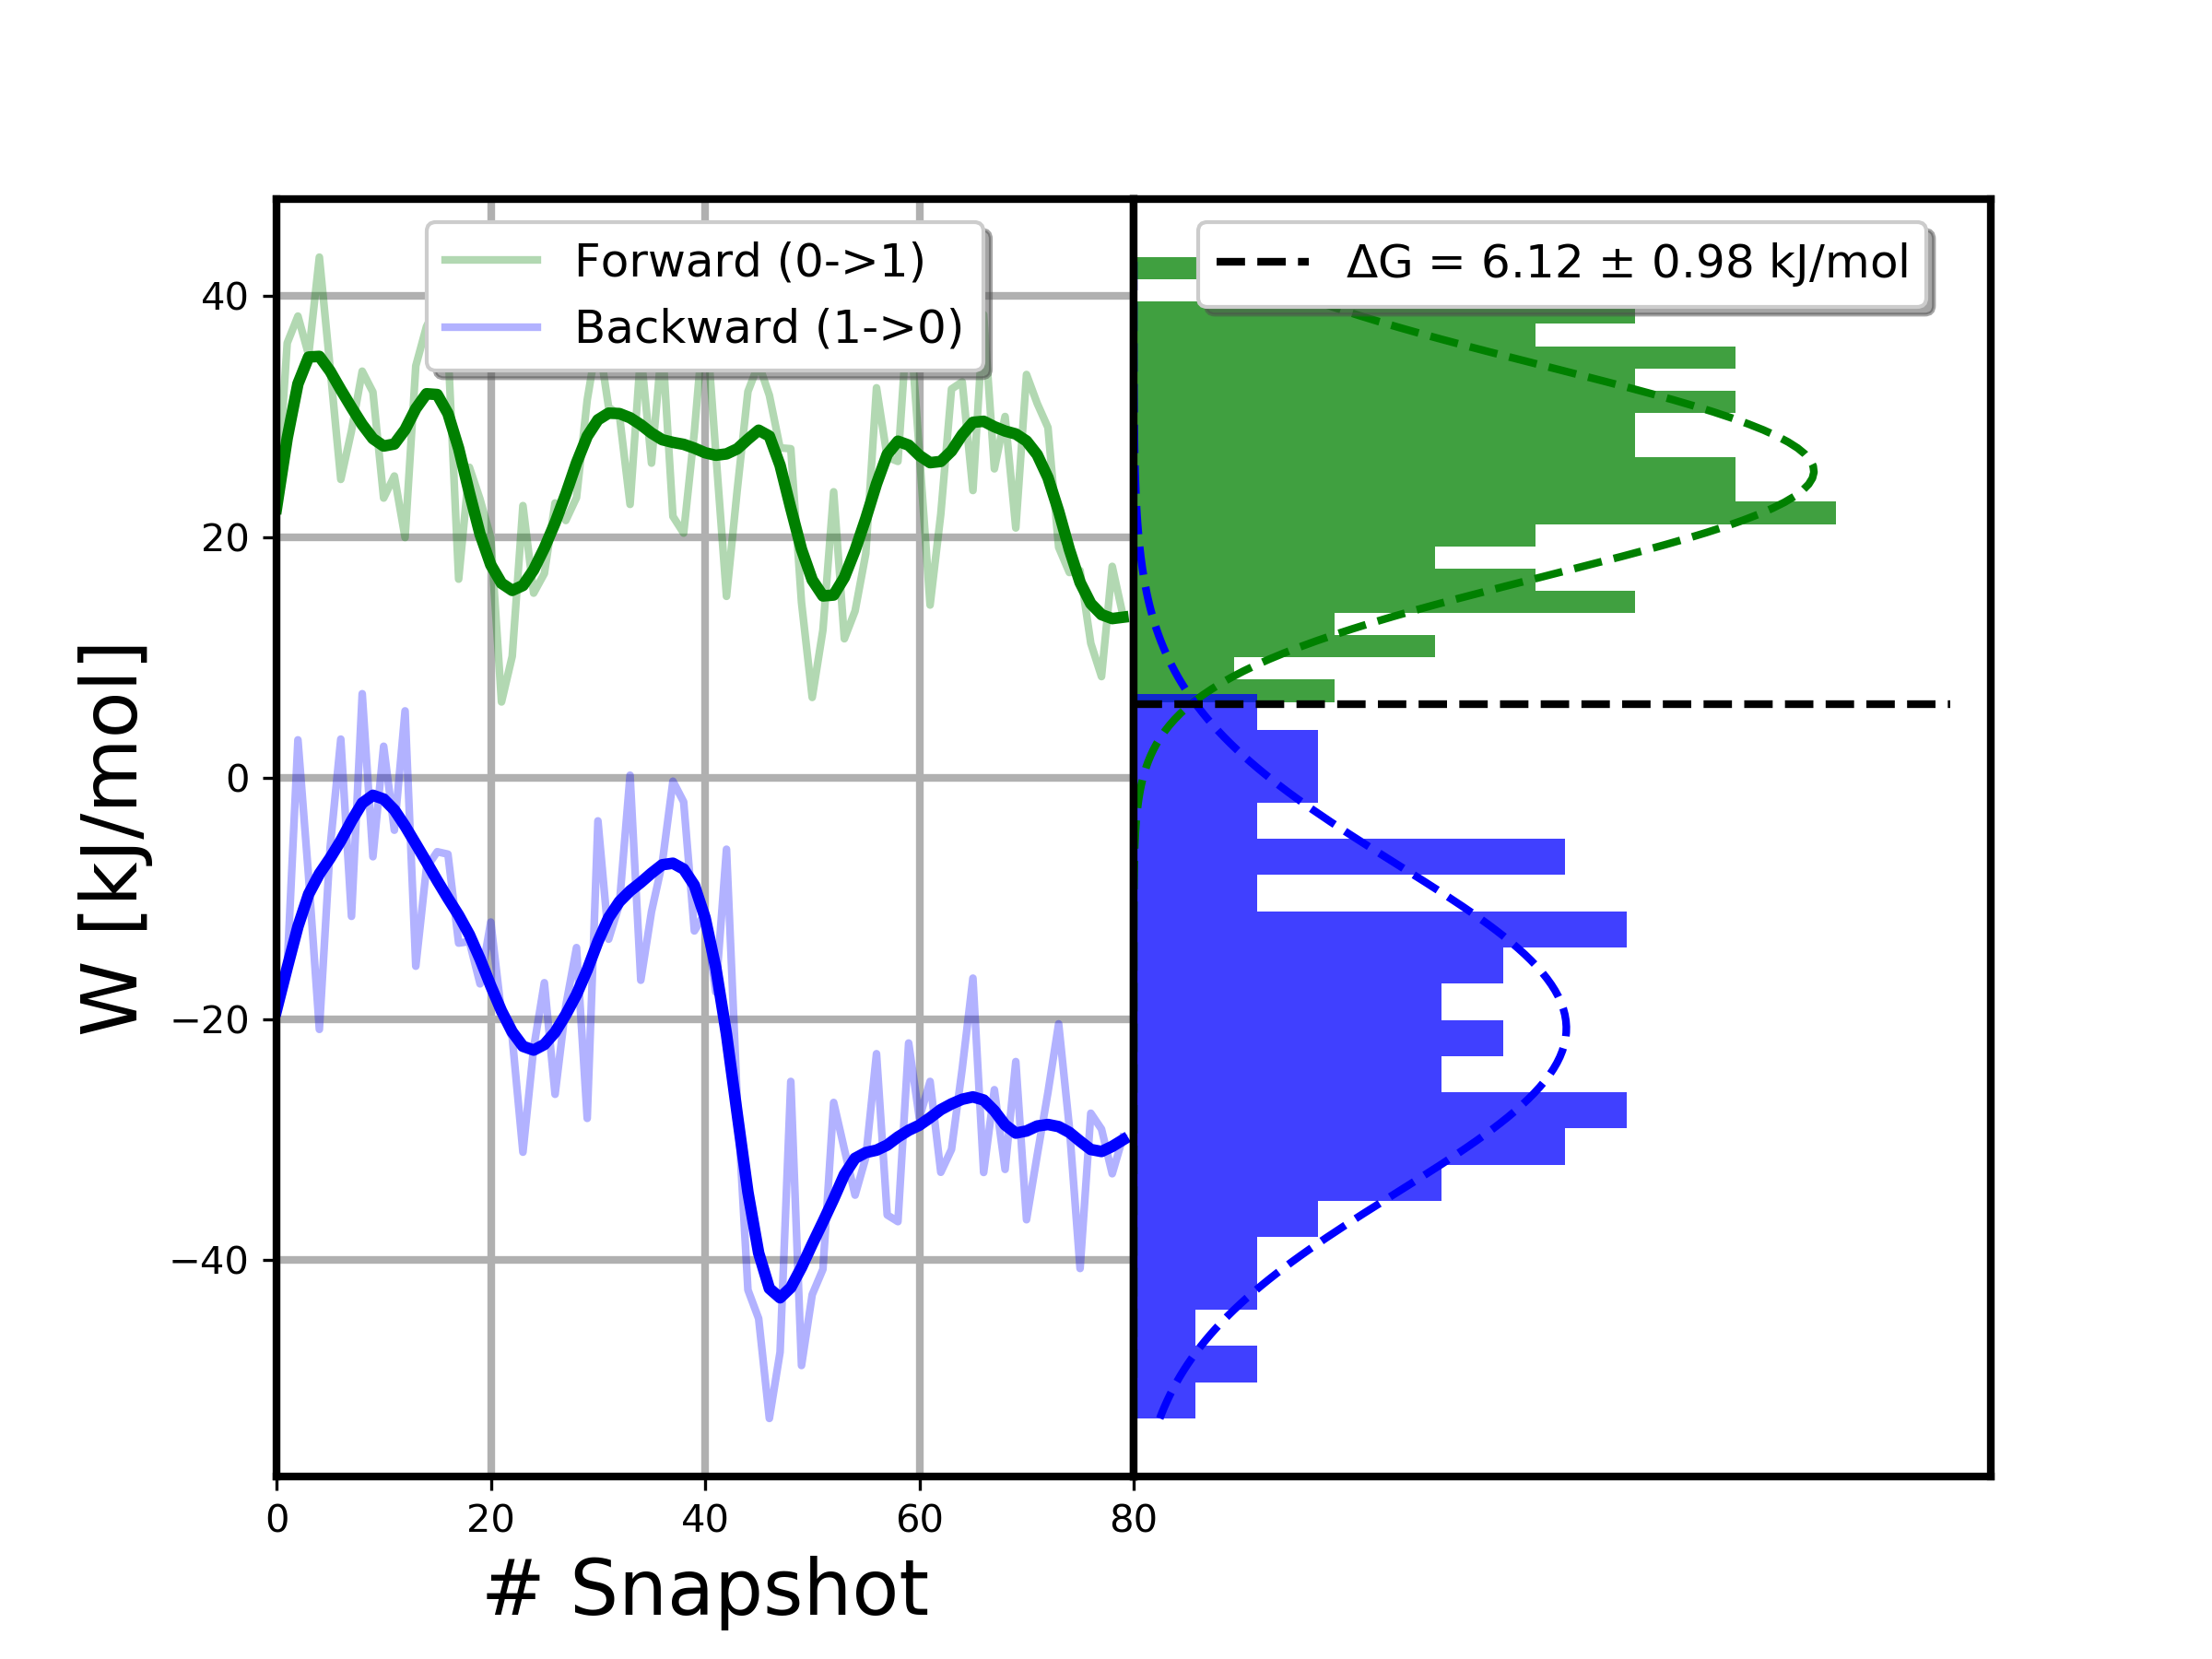 Forward (0->1)
Backward (1->0)
ΔG = 6.12 ± 0.98 kJ/mol
W [kJ/mol]
40
20
0
−20
−40
0 20 40 60 80
# Snapshot